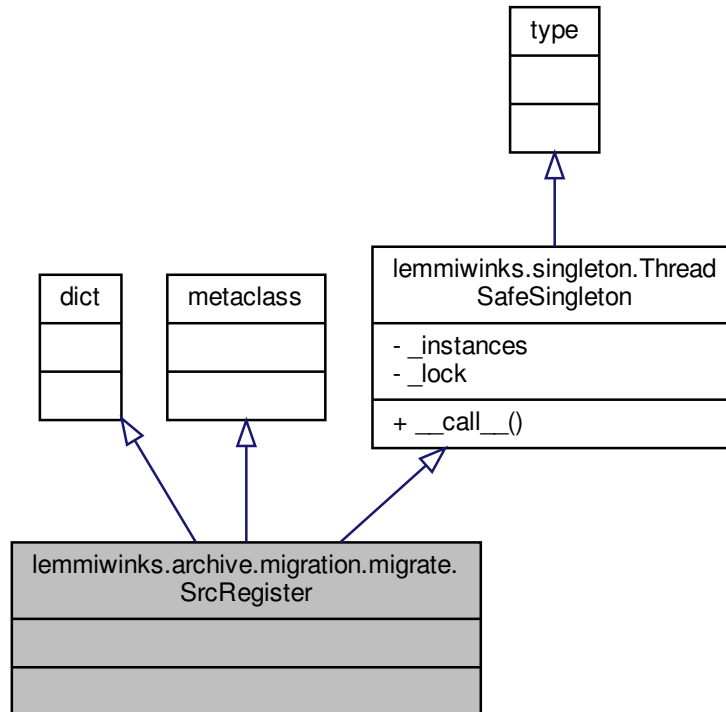 type
lemmiwinks.singleton.Thread
SafeSingleton
- _instances
- _lock
+ __call__()
dict
metaclass
lemmiwinks.archive.migration.migrate.
SrcRegister